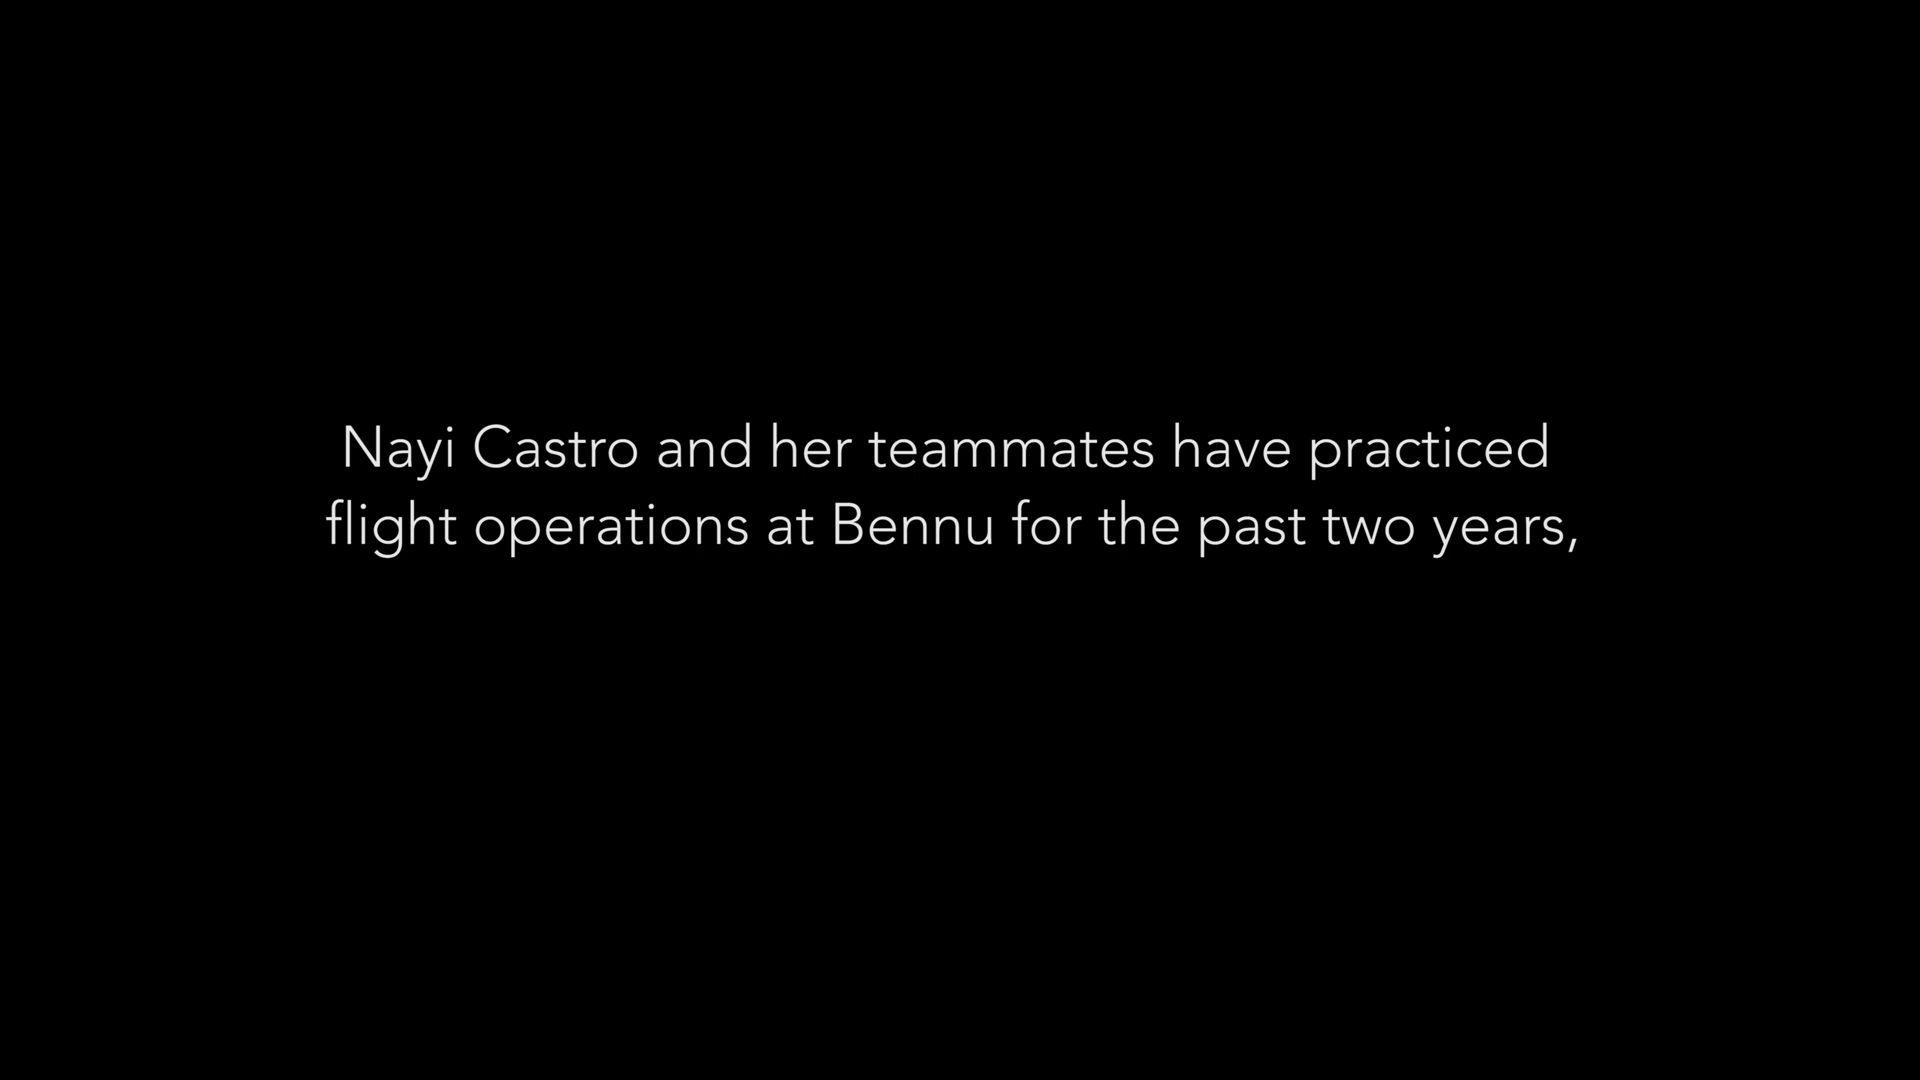 Nayi Castro and her teammates have practiced
flight operations at Bennu for the past two years,